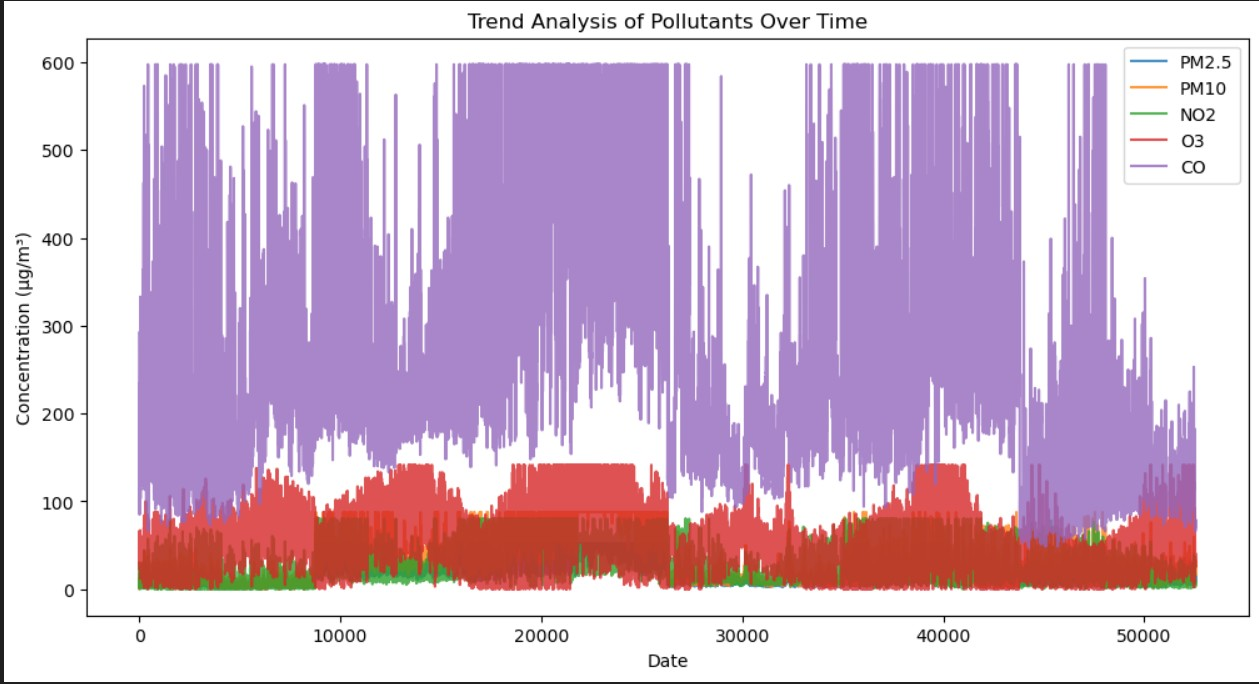 Trend Analysis of Pollutants Over Time
600
500
400
300
200
100
0
Concentration (µg/m³)
PM2.5
PM10
NO2
O3
CO
0 10000 20000 30000 40000 50000
Date